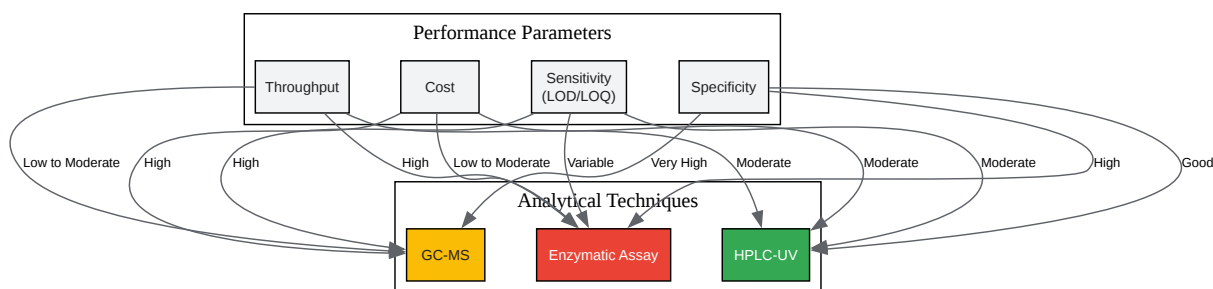 Performance Parameters
Throughput
Cost
Sensitivity
(LOD/LOQ)
Specificity
Low to Moderate
High
High
High
Low to Moderate
Variable
Very High
Moderate
Moderate
Moderate
High
Good
Analytical Techniques
GC-MS
Enzymatic Assay
HPLC-UV